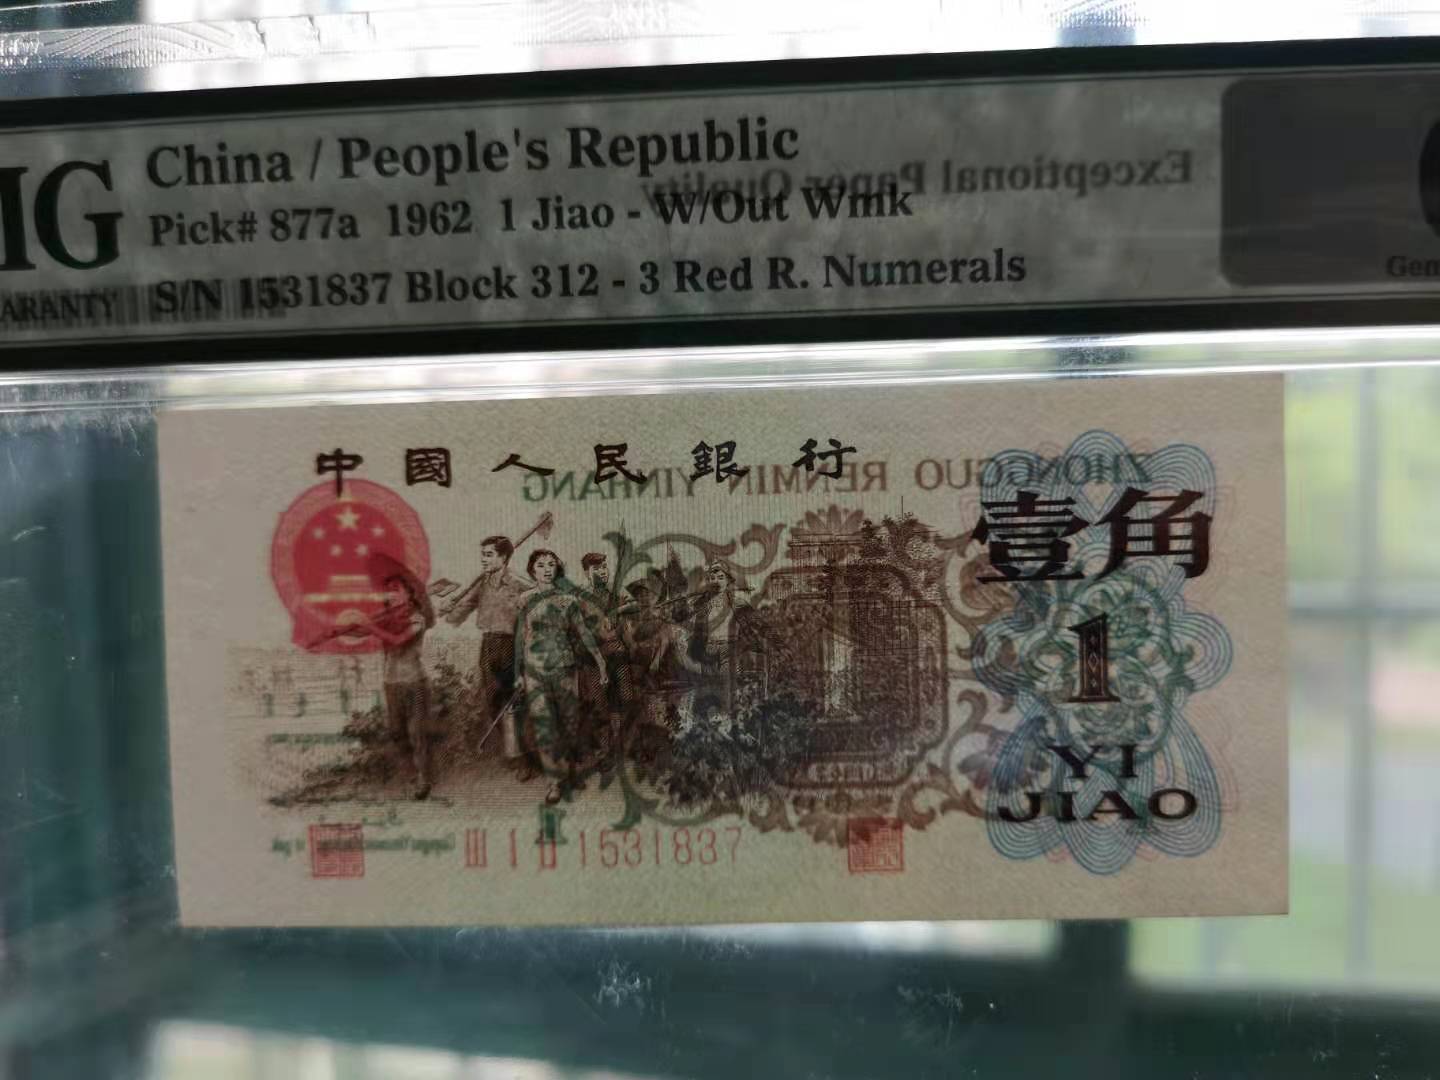 China / People's Republic
Pick# 877a 1962 1 Jiao - W/Out Wmk
S/N 1531837 Block 312 - 3 Red R. Numerals
Exceptional Paper Quality
中國人民銀行
ZHONGGUO RENMIN YINHANG
壹角
1
YI
JIAO
III I II 1531837